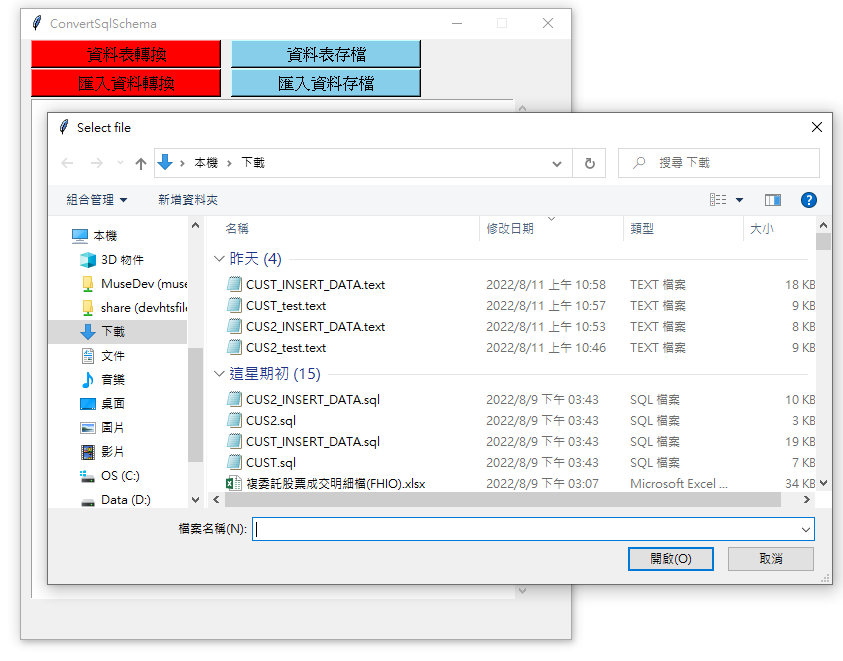 ConvertSqlSchema
資料表轉換
資料表存檔
匯入資料轉換
匯入資料存檔
Select file
本機 > 下載
搜尋 下載
組合管理
新增資料夾
?
名稱
修改日期
類型
大小
本機
3D 物件
MuseDev (muse
share (devhtsfile
下載
文件
音樂
桌面
圖片
影片
OS (C:)
Data (D:)
昨天 (4)
CUST_INSERT_DATA.text 2022/8/11 上午 10:58 TEXT 檔案 18 KB
CUST_test.text 2022/8/11 上午 10:57 TEXT 檔案 9 KB
CUS2_INSERT_DATA.text 2022/8/11 上午 10:53 TEXT 檔案 8 KB
CUS2_test.text 2022/8/11 上午 10:46 TEXT 檔案 9 KB
這星期初 (15)
CUS2_INSERT_DATA.sql 2022/8/9 下午 03:43 SQL 檔案 10 KB
CUS2.sql 2022/8/9 下午 03:43 SQL 檔案 3 KB
CUST_INSERT_DATA.sql 2022/8/9 下午 03:43 SQL 檔案 19 KB
CUST.sql 2022/8/9 下午 03:43 SQL 檔案 7 KB
複委託股票成交明細檔(FHIO).xlsx 2022/8/9 下午 03:07 Microsoft Excel ... 34 KB
檔案名稱(N):
開啟(O)
取消